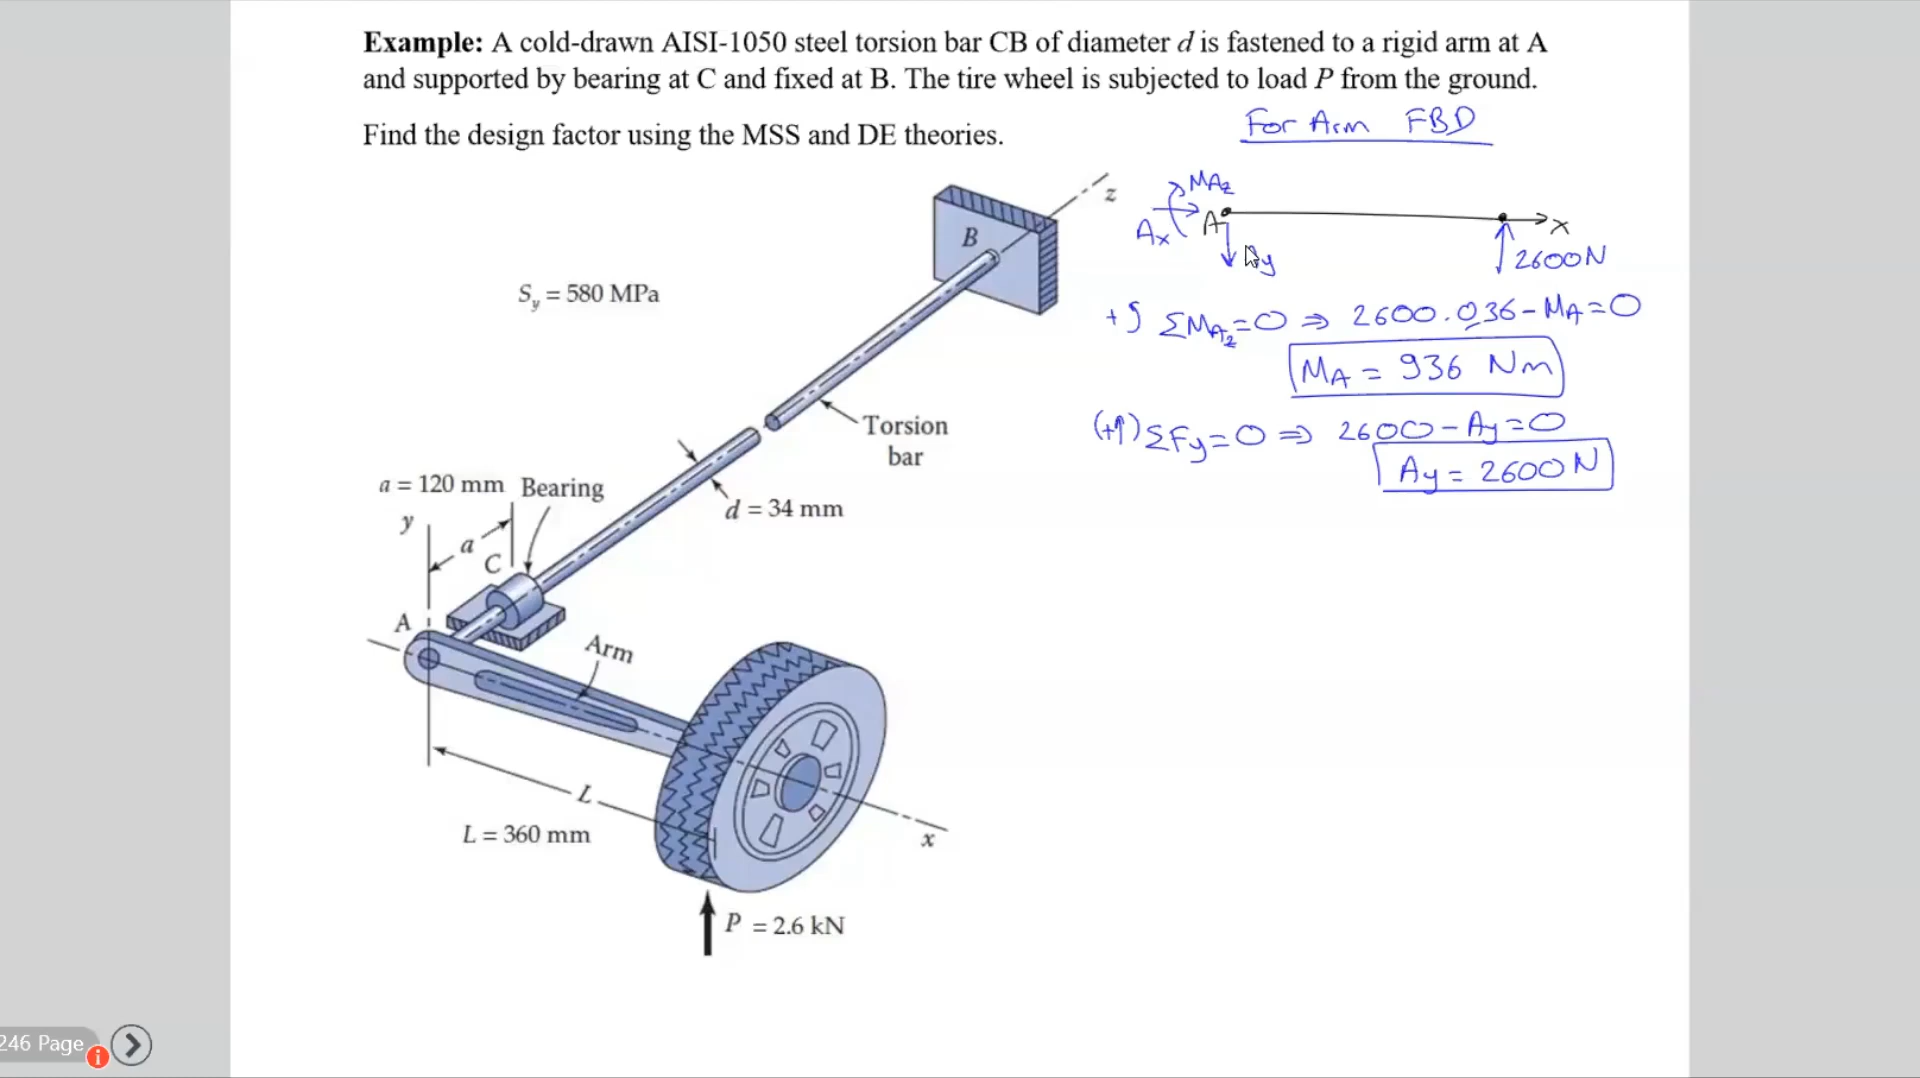 Example: A cold-drawn AISI-1050 steel torsion bar CB of diameter d is fastened to a rigid arm at A
and supported by bearing at C and fixed at B. The tire wheel is subjected to load P from the ground.
Find the design factor using the MSS and DE theories.
For Arm FBD
MAz
z
Ax
A
x
Ay
2600N
B
Sy = 580 MPa
+ ΣMAz=0 ⇒ 2600.0,36-MA=0
MA = 936 Nm
Torsion
bar
(+↑) ΣFy=0 ⇒ 2600-Ay=0
Ay = 2600N
a = 120 mm
Bearing
d = 34 mm
y
a
C
A
Arm
L
L = 360 mm
x
P = 2.6 kN
246 Page
i